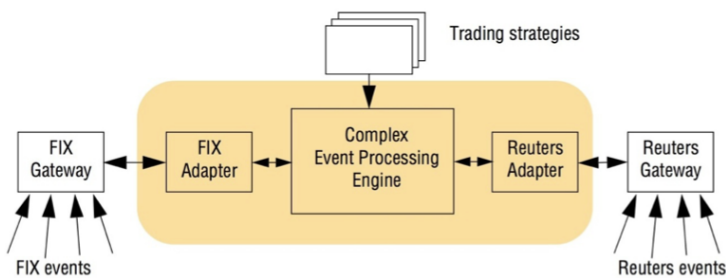 Trading strategies
FIX
Gateway
FIX
Adapter
Complex
Event Processing
Engine
Reuters
Adapter
Reuters
Gateway
FIX events
Reuters events